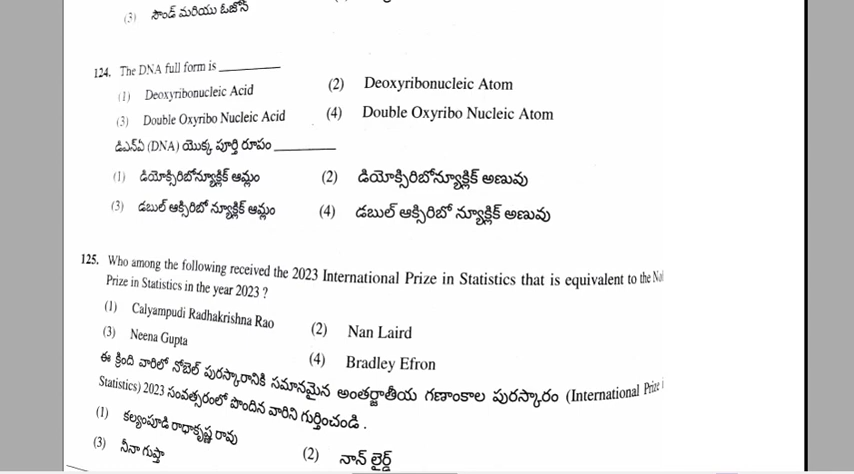 (3) సౌండ్ మరియు ఓజోన్
124. The DNA full form is ________
(1) Deoxyribonucleic Acid (2) Deoxyribonucleic Atom
(3) Double Oxyribo Nucleic Acid (4) Double Oxyribo Nucleic Atom
డిఎన్ఏ (DNA) యొక్క పూర్తి రూపం ________
(1) డియోక్సిరిబోన్యూక్లిక్ ఆమ్లం (2) డియోక్సిరిబోన్యూక్లిక్ అణువు
(3) డబుల్ ఆక్సిరిబో న్యూక్లిక్ ఆమ్లం (4) డబుల్ ఆక్సిరిబో న్యూక్లిక్ అణువు
125. Who among the following received the 2023 International Prize in Statistics that is equivalent to the
Prize in Statistics in the year 2023 ?
(1) Calyampudi Radhakrishna Rao (2) Nan Laird
(3) Neena Gupta (4) Bradley Efron
ఈ క్రింది వారిలో నోబెల్ పురస్కారానికి సమానమైన అంతర్జాతీయ గణాంకాల పురస్కారం (International Prize
Statistics) 2023 సంవత్సరంలో పొందిన వారిని గుర్తించండి .
(1) కల్యంపూడి రాధాకృష్ణ రావు (2) నాన్ లైర్డ్
(3) నీనా గుప్తా